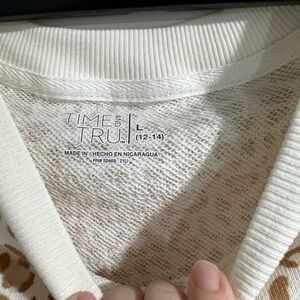 TIME AND
TRU
L
(12-14)
MADE IN / HECHO EN NICARAGUA